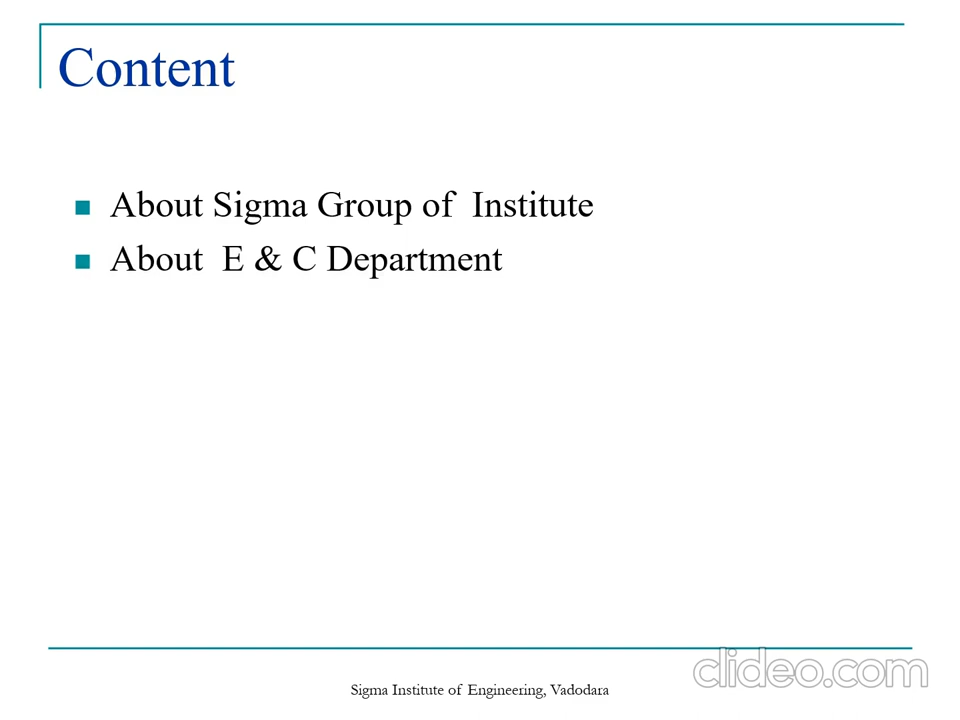 Content
About Sigma Group of  Institute
About  E & C Department
Sigma Institute of Engineering, Vadodara
clideo.com